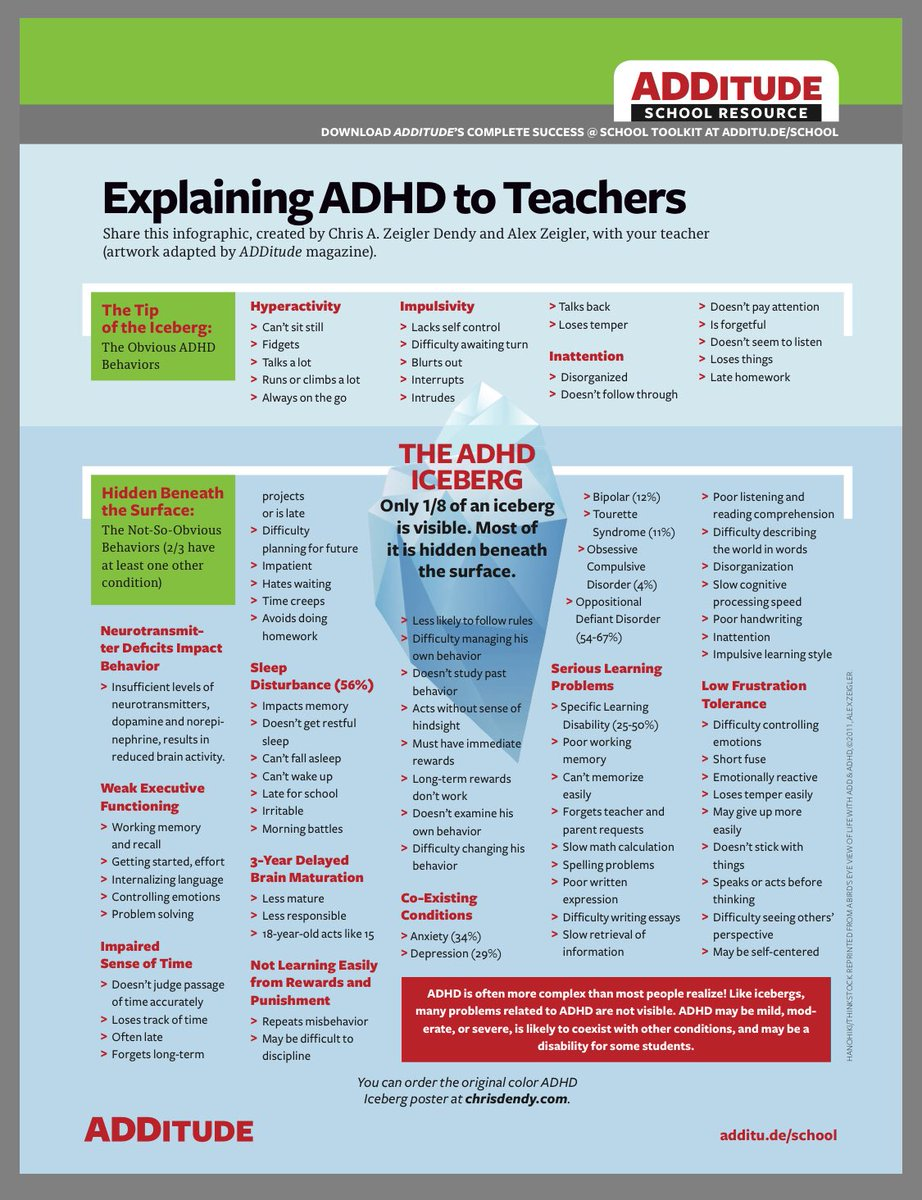 ADDITUDE
SCHOOL RESOURCE
DOWNLOAD ADDITUDE'S COMPLETE SUCCESS @ SCHOOL TOOLKIT AT ADDITU.DE/SCHOOL
Explaining ADHD to Teachers
Share this infographic, created by Chris A. Zeigler Dendy and Alex Zeigler, with your teacher
(artwork adapted by ADDitude magazine).
The Tip
of the Iceberg:
The Obvious ADHD
Behaviors
Hyperactivity
> Can't sit still
> Fidgets
> Talks a lot
> Runs or climbs a lot
> Always on the go
Impulsivity
> Lacks self control
> Difficulty awaiting turn
> Blurts out
> Interrupts
> Intrudes
> Talks back
> Loses temper
Inattention
> Disorganized
> Doesn't follow through
> Doesn't pay attention
> Is forgetful
> Doesn't seem to listen
> Loses things
> Late homework
THE ADHD
ICEBERG
Only 1/8 of an iceberg
is visible. Most of
it is hidden beneath
the surface.
Hidden Beneath
the Surface:
The Not-So-Obvious
Behaviors (2/3 have
at least one other
condition)
Neurotransmit-
ter Deficits Impact
Behavior
> Insufficient levels of
neurotransmitters,
dopamine and norepi-
nephrine, results in
reduced brain activity.
Weak Executive
Functioning
> Working memory
and recall
> Getting started, effort
> Internalizing language
> Controlling emotions
> Problem solving
Impaired
Sense of Time
> Doesn't judge passage
of time accurately
> Loses track of time
> Often late
> Forgets long-term
projects
or is late
> Difficulty
planning for future
> Impatient
> Hates waiting
> Time creeps
> Avoids doing
homework
Sleep
Disturbance (56%)
> Impacts memory
> Doesn't get restful
sleep
> Can't fall asleep
> Can't wake up
> Late for school
> Irritable
> Morning battles
3-Year Delayed
Brain Maturation
> Less mature
> Less responsible
> 18-year-old acts like 15
Not Learning Easily
from Rewards and
Punishment
> Repeats misbehavior
> May be difficult to
discipline
> Less likely to follow rules
> Difficulty managing his
own behavior
> Doesn't study past
behavior
> Acts without sense of
hindsight
> Must have immediate
rewards
> Long-term rewards
don't work
> Doesn't examine his
own behavior
> Difficulty changing his
behavior
Co-Existing
Conditions
> Anxiety (34%)
> Depression (29%)
> Bipolar (12%)
> Tourette
Syndrome (11%)
> Obsessive
Compulsive
Disorder (4%)
> Oppositional
Defiant Disorder
(54-67%)
Serious Learning
Problems
> Specific Learning
Disability (25-50%)
> Poor working
memory
> Can't memorize
easily
> Forgets teacher and
parent requests
> Slow math calculation
> Spelling problems
> Poor written
expression
> Difficulty writing essays
> Slow retrieval of
information
> Poor listening and
reading comprehension
> Difficulty describing
the world in words
> Disorganization
> Slow cognitive
processing speed
> Poor handwriting
> Inattention
> Impulsive learning style
Low Frustration
Tolerance
> Difficulty controlling
emotions
> Short fuse
> Emotionally reactive
> Loses temper easily
> May give up more
easily
> Doesn't stick with
things
> Speaks or acts before
thinking
> Difficulty seeing others'
perspective
> May be self-centered
ADHD is often more complex than most people realize! Like icebergs,
many problems related to ADHD are not visible. ADHD may be mild, mod-
erate, or severe, is likely to coexist with other conditions, and may be a
disability for some students.
HANOHIKI/THINKSTOCK. REPRINTED FROM A BIRD'S EYE VIEW OF LIFE WITH ADD & ADHD, ©2011, ALEX ZEIGLER.
You can order the original color ADHD
Iceberg poster at chrisdendy.com.
ADDITUDE
additu.de/school